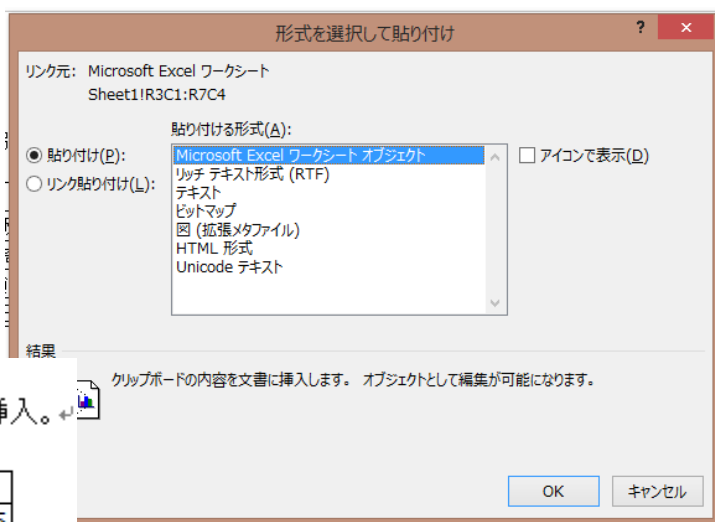 形式を選択して貼り付け
? ×
リンク元: Microsoft Excel ワークシート
Sheet1!R3C1:R7C4
貼り付ける形式(A):
貼り付け(P):
リンク貼り付け(L):
Microsoft Excel ワークシート オブジェクト
リッチ テキスト形式 (RTF)
テキスト
ビットマップ
図 (拡張メタファイル)
HTML 形式
Unicode テキスト
アイコンで表示(D)
結果
クリップボードの内容を文書に挿入します。 オブジェクトとして編集が可能になります。
挿入。
OK
キャンセル